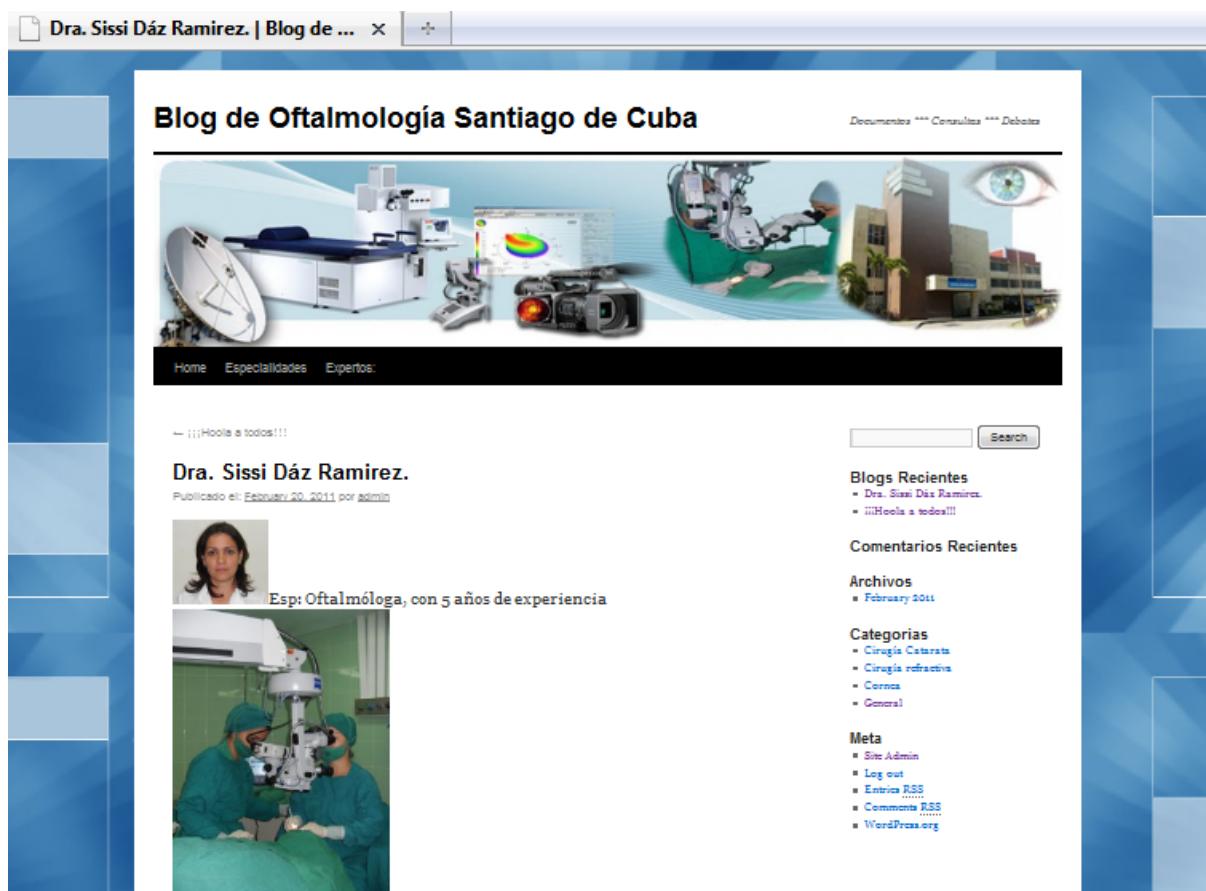 Dra. Sissi Dáz Ramirez. | Blog de ...
Blog de Oftalmología Santiago de Cuba
Documentos *** Consultas *** Debates
Home Especialidades Expertos:
← ¡¡¡Hoola a todos!!!
Dra. Sissi Dáz Ramirez.
Publicado el: February 20, 2011 por admin
Esp: Oftalmóloga, con 5 años de experiencia
Search
Blogs Recientes
Dra. Sissi Dáz Ramirez.
¡¡¡Hoola a todos!!!
Comentarios Recientes
Archivos
February 2011
Categorias
Cirugía Catarata
Cirugía refractiva
Cornea
General
Meta
Site Admin
Log out
Entries RSS
Comments RSS
WordPress.org